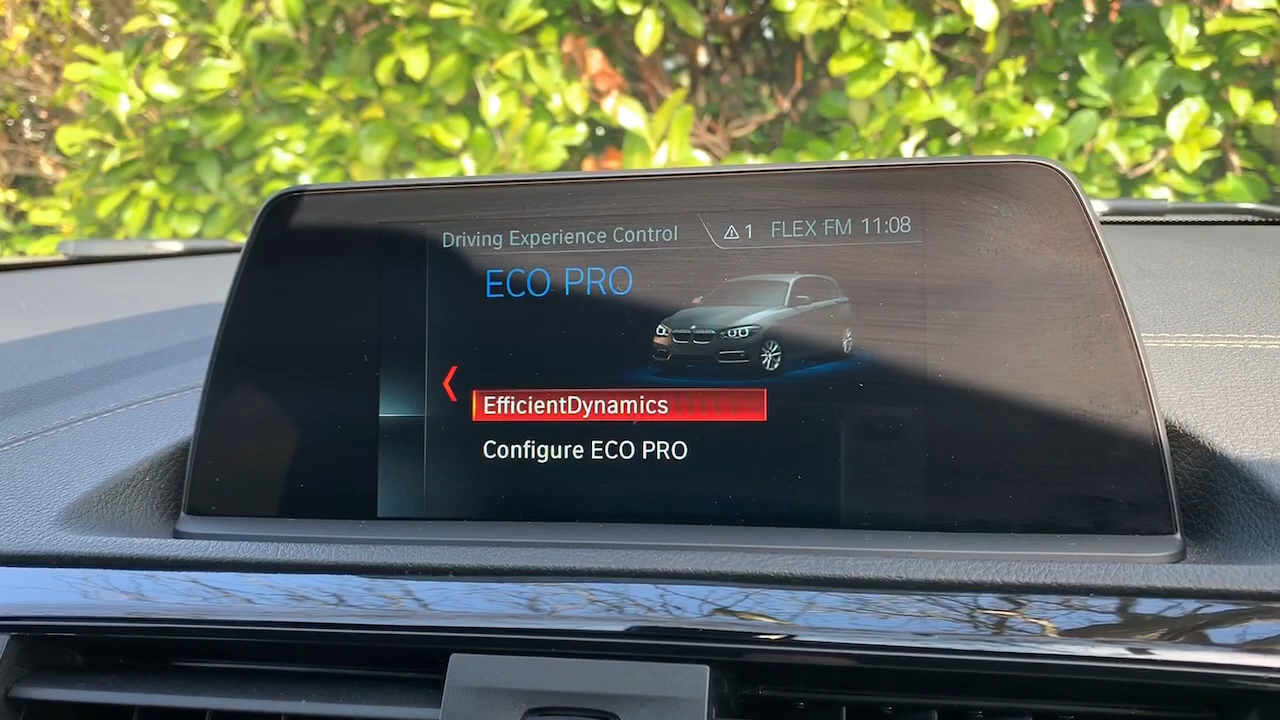 Driving Experience Control
⚠ 1 FLEX FM 11:08
ECO PRO
EfficientDynamics
Configure ECO PRO